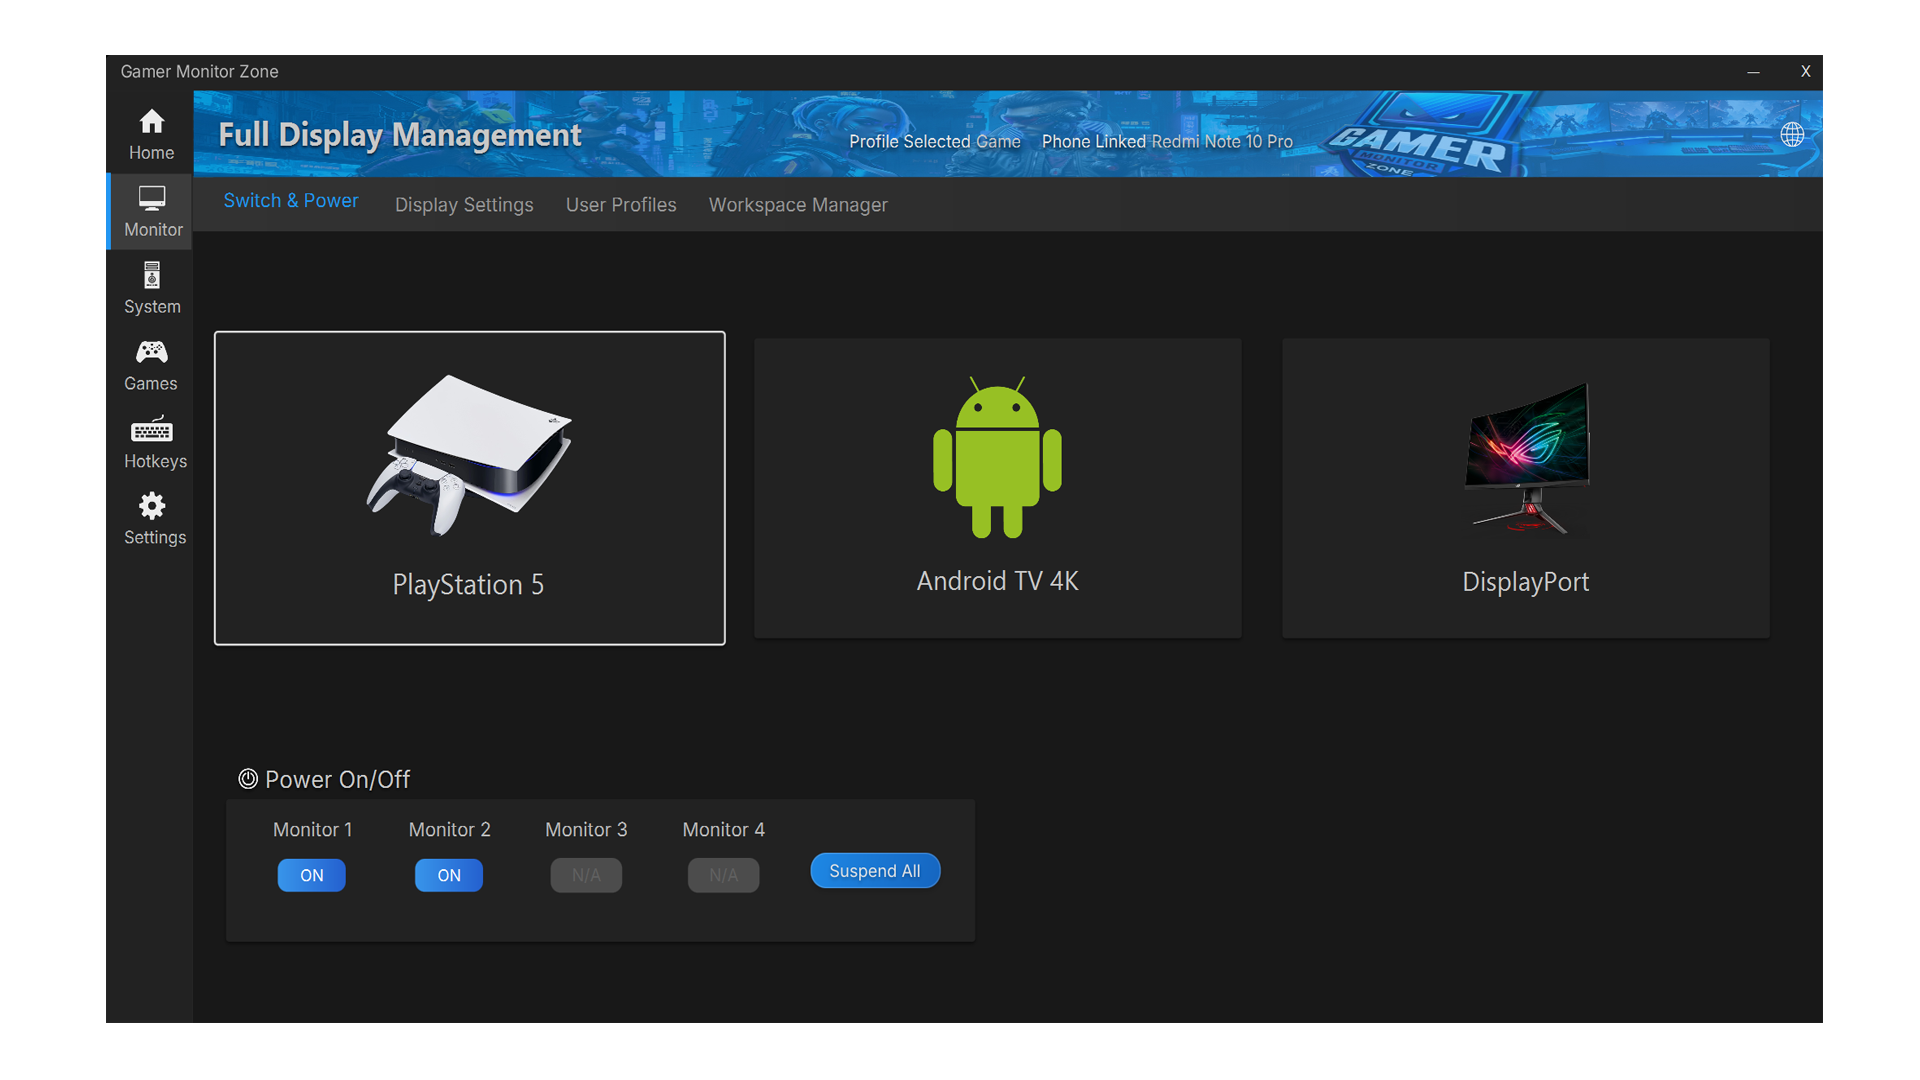 Gamer Monitor Zone
X
Home
Full Display Management
Profile Selected Game
Phone Linked Redmi Note 10 Pro
GAMER
MONITOR
ZONE
Monitor
Switch & Power
Display Settings
User Profiles
Workspace Manager
System
Games
Hotkeys
Settings
PlayStation 5
Android TV 4K
DisplayPort
Power On/Off
Monitor 1
Monitor 2
Monitor 3
Monitor 4
ON
ON
N/A
N/A
Suspend All